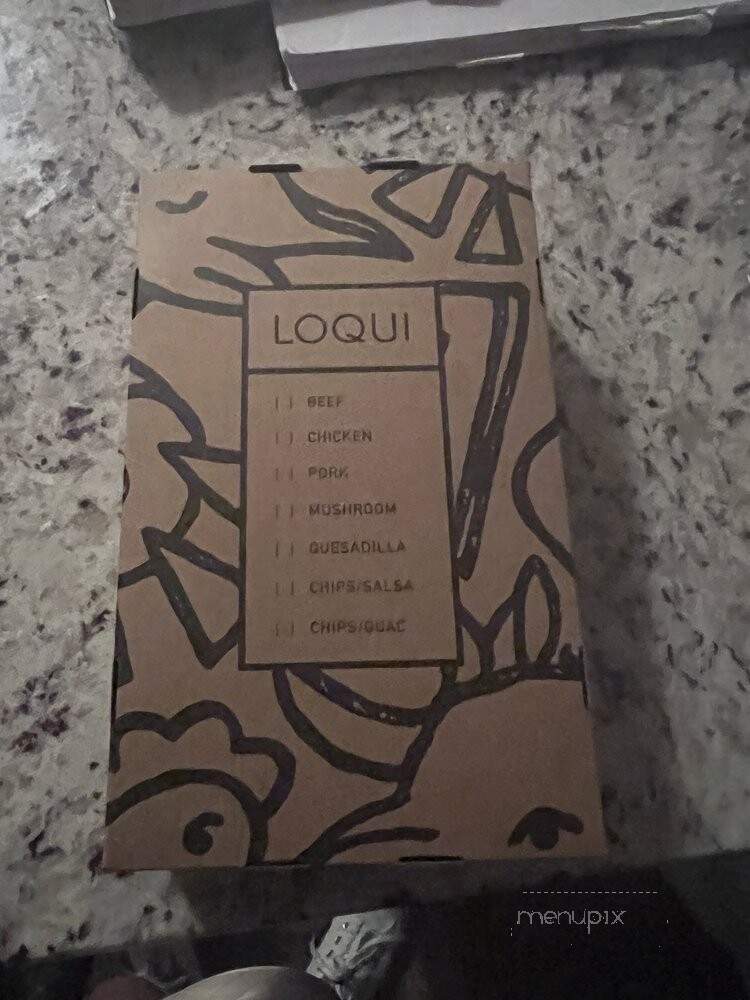 LOQUI
[ ] BEEF
[ ] CHICKEN
[ ] PORK
[ ] MUSHROOM
[ ] QUESADILLA
[ ] CHIPS/SALSA
[ ] CHIPS/GUAC
menupix